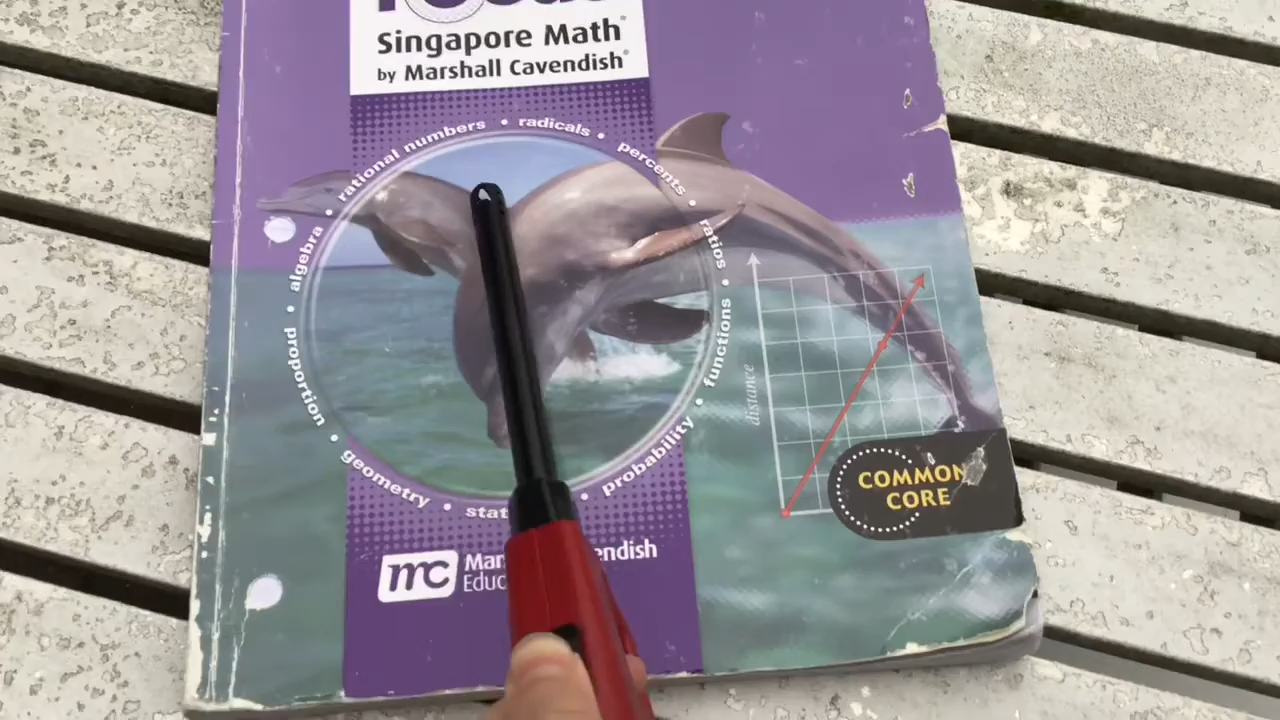 Singapore Math®
by Marshall Cavendish®
rational numbers • radicals • percents • ratios • functions • probability •
• algebra
• proportion
• geometry •
distance
COMMON
CORE
mc